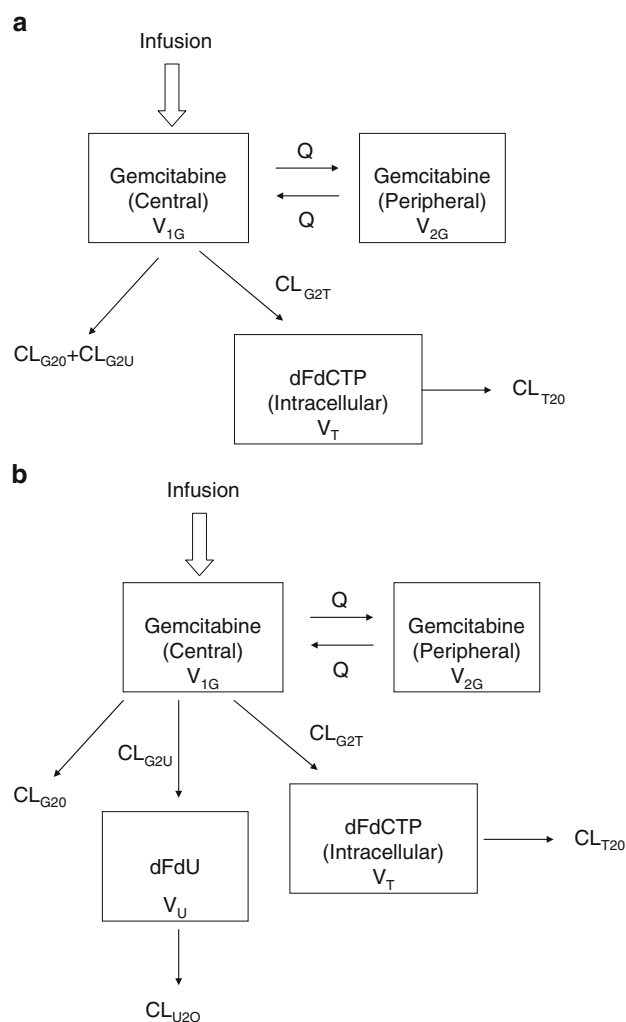 a
Infusion
Gemcitabine
(Central)
V1G
Q
Q
Gemcitabine
(Peripheral)
V2G
CLG20+CLG2U
CLG2T
dFdCTP
(Intracellular)
VT
CLT20
b
Infusion
Gemcitabine
(Central)
V1G
Q
Q
Gemcitabine
(Peripheral)
V2G
CLG20
CLG2U
CLG2T
dFdU
VU
dFdCTP
(Intracellular)
VT
CLT20
CLU2O